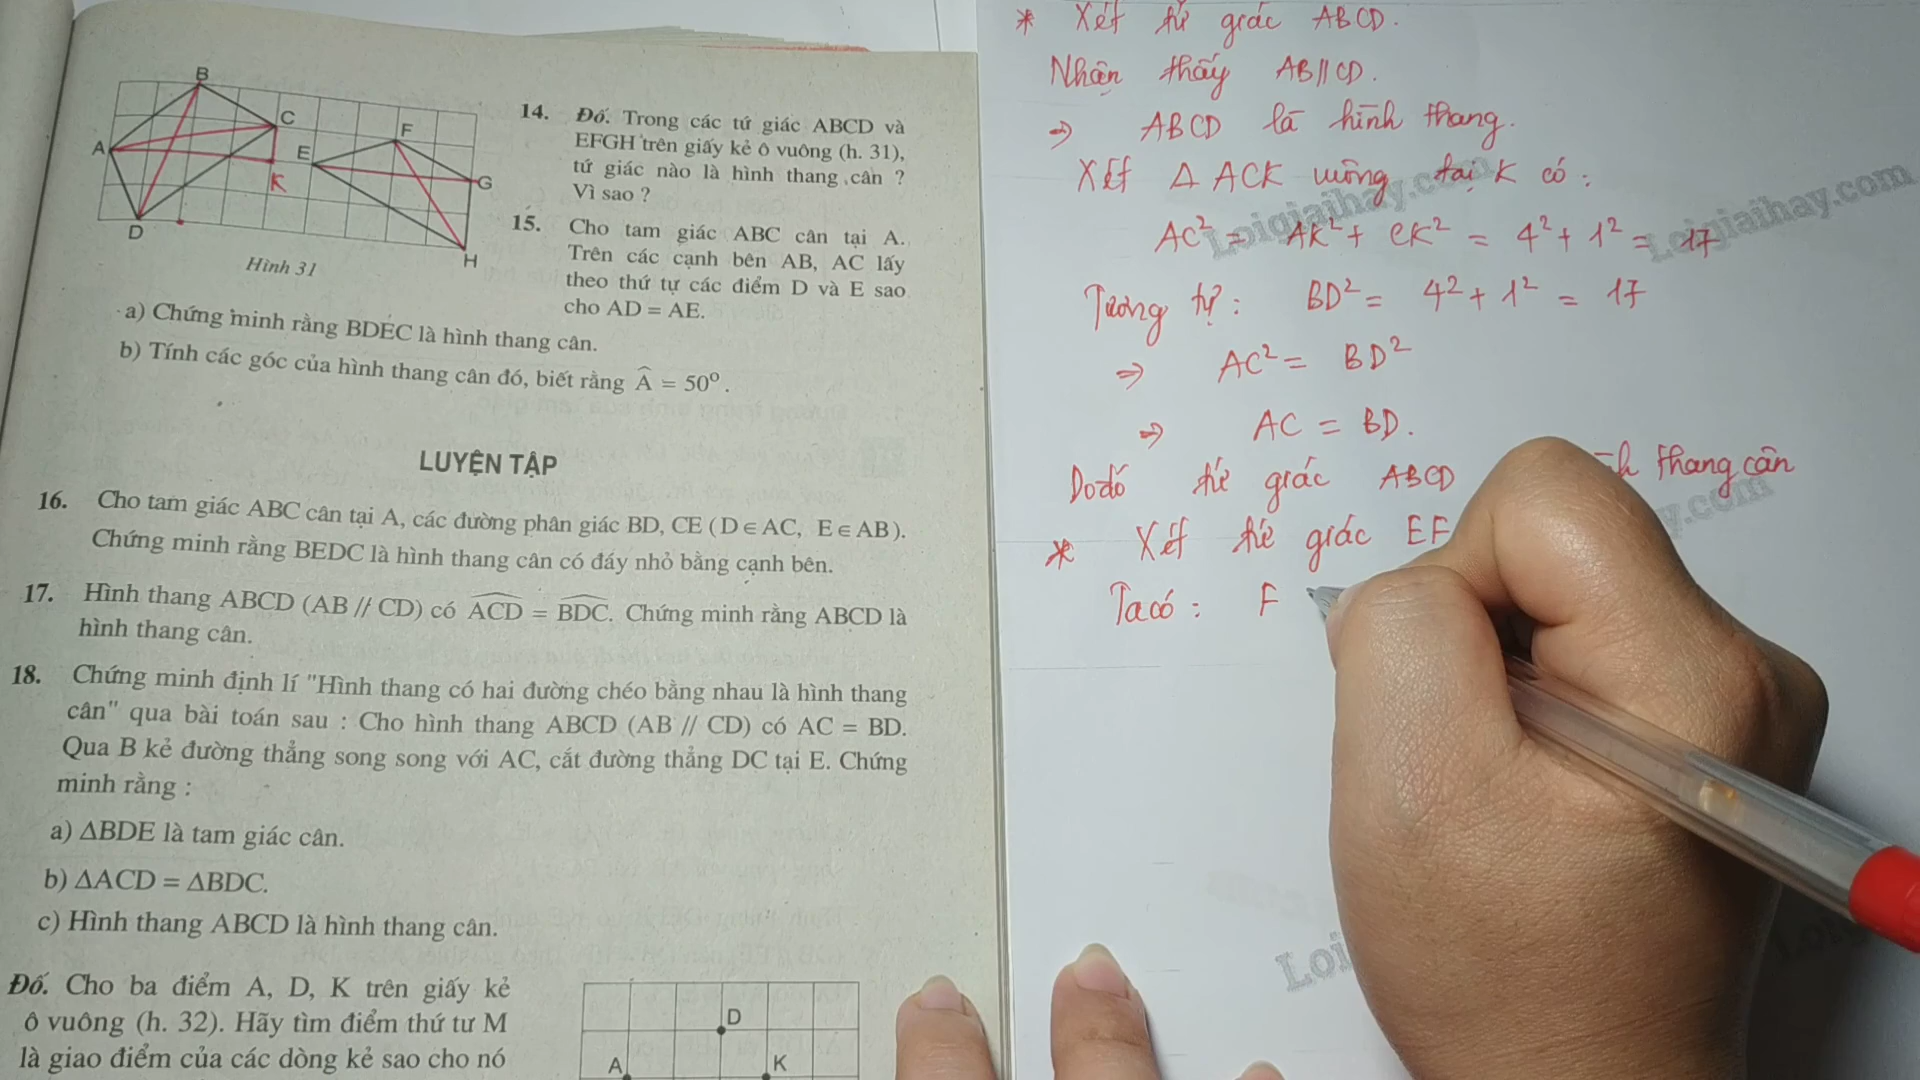 B
C
F
A
E
K
G
D
H
Hình 31
14. Đố. Trong các tứ giác ABCD và
EFGH trên giấy kẻ ô vuông (h. 31),
tứ giác nào là hình thang cân ?
Vì sao ?
15. Cho tam giác ABC cân tại A.
Trên các cạnh bên AB, AC lấy
theo thứ tự các điểm D và E sao
cho AD = AE.
a) Chứng minh rằng BDEC là hình thang cân.
b) Tính các góc của hình thang cân đó, biết rằng Â = 50°.
LUYỆN TẬP
16. Cho tam giác ABC cân tại A, các đường phân giác BD, CE (D ∈ AC, E ∈ AB).
Chứng minh rằng BEDC là hình thang cân có đáy nhỏ bằng cạnh bên.
17. Hình thang ABCD (AB // CD) có \widehat{ACD} = \widehat{BDC}. Chứng minh rằng ABCD là
hình thang cân.
18. Chứng minh định lí "Hình thang có hai đường chéo bằng nhau là hình thang
cân" qua bài toán sau : Cho hình thang ABCD (AB // CD) có AC = BD.
Qua B kẻ đường thẳng song song với AC, cắt đường thẳng DC tại E. Chứng
minh rằng :
a) ΔBDE là tam giác cân.
b) ΔACD = ΔBDC.
c) Hình thang ABCD là hình thang cân.
Đố. Cho ba điểm A, D, K trên giấy kẻ
ô vuông (h. 32). Hãy tìm điểm thứ tư M
là giao điểm của các dòng kẻ sao cho nó
D
A
K
* Xét tứ giác ABCD.
Nhận thấy AB//CD.
⇒ ABCD là hình thang.
Xét Δ ACK vuông tại K có :
AC² = AK² + CK² = 4² + 1² = 17
Tương tự : BD² = 4² + 1² = 17
⇒ AC² = BD²
⇒ AC = BD.
Do đó tứ giác ABCD thang cân
* Xét tứ giác EF
Ta có : F
Loigiaihay.com
Loigiaihay.com